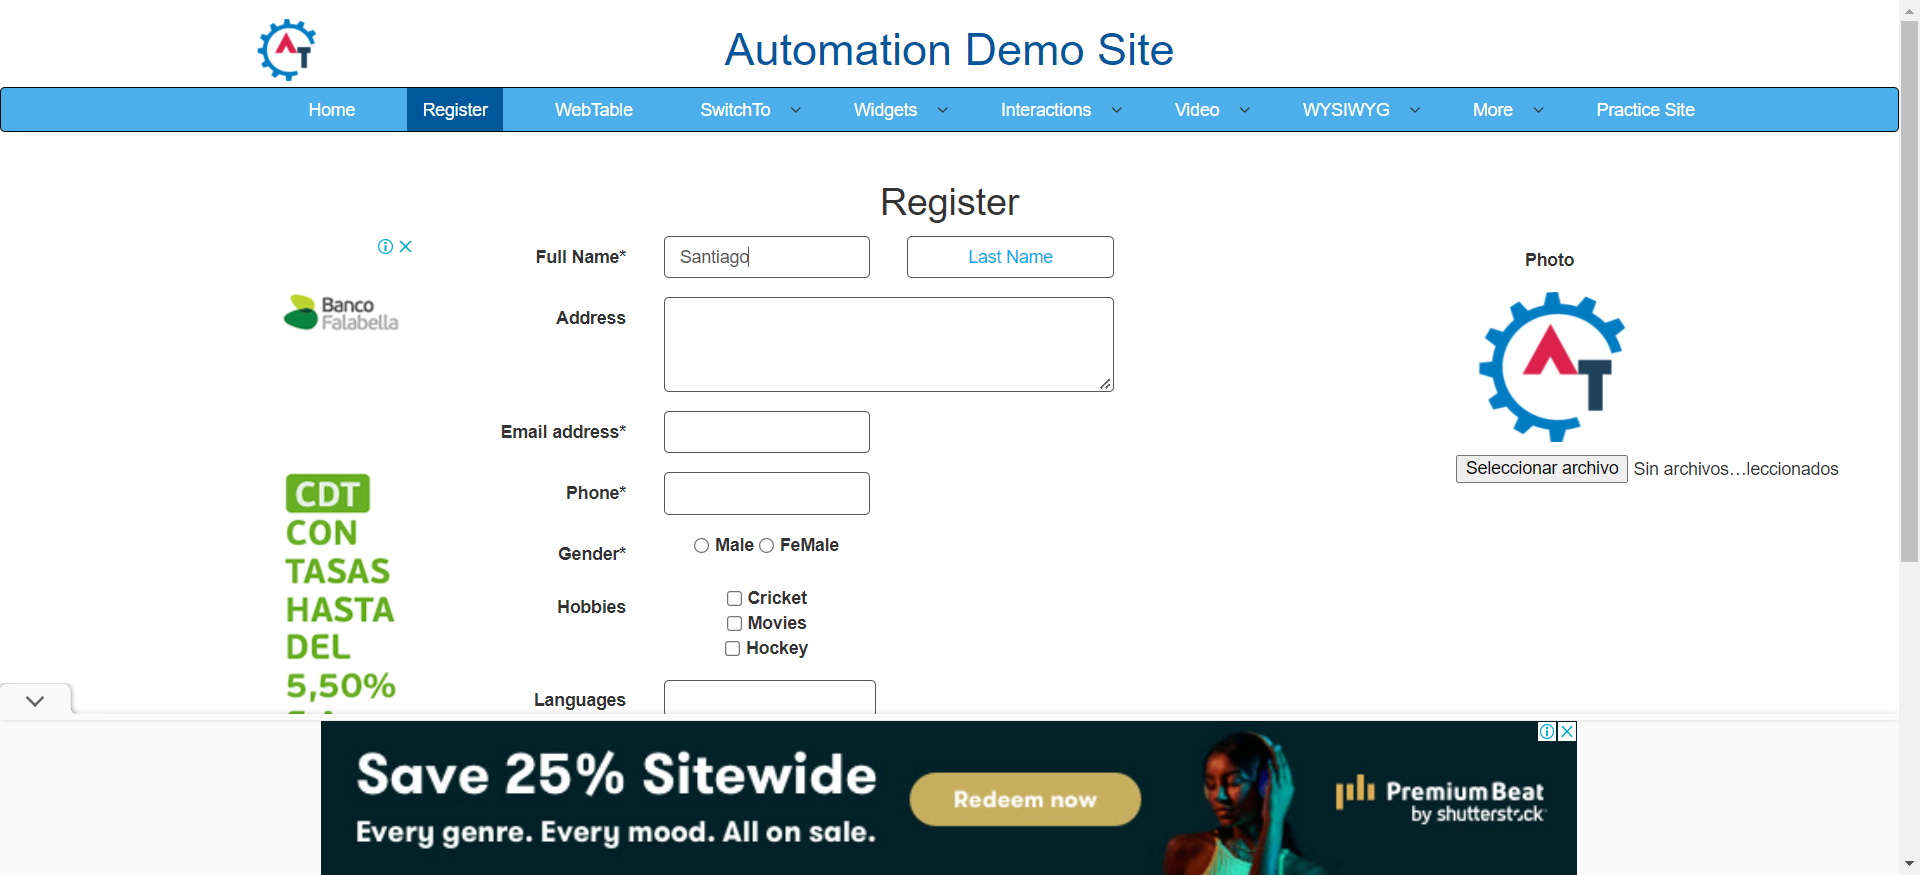 Automation Demo Site
Home Register WebTable SwitchTo Widgets Interactions Video WYSIWYG More Practice Site
Register
Full Name* Santiago Last Name
Photo
Banco
Falabella
Address
Email address*
Seleccionar archivo Sin archivos…leccionados
Phone*
CDT
CON
TASAS
HASTA
DEL
5,50%
Gender* Male FeMale
Hobbies
Cricket
Movies
Hockey
Languages
Save 25% Sitewide
Every genre. Every mood. All on sale.
Redeem now
PremiumBeat
by shutterstock